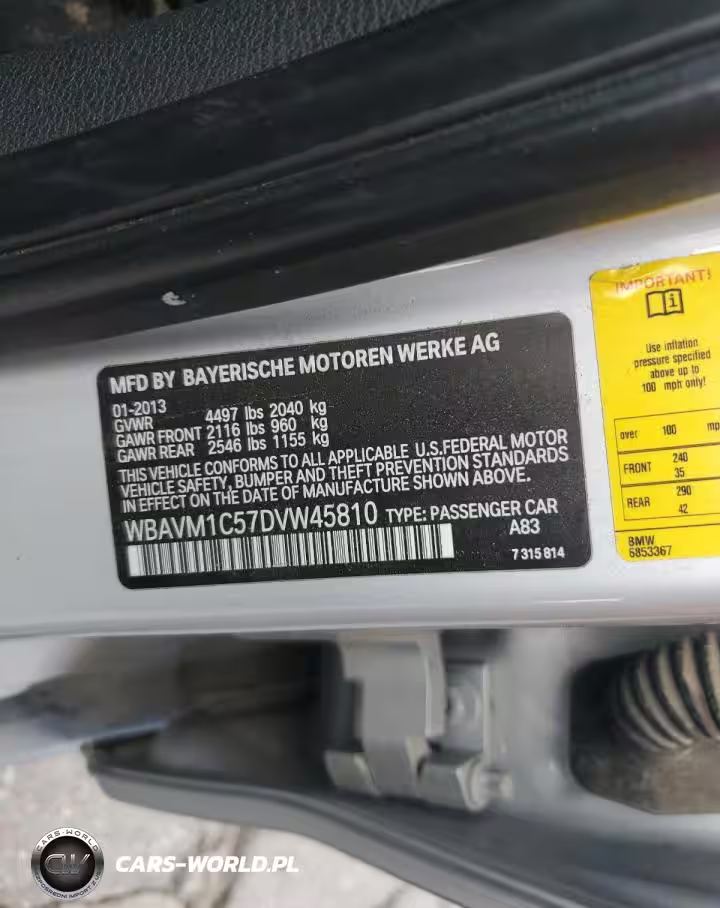 MFD BY BAYERISCHE MOTOREN WERKE AG
01-2013
GVWR 4497 lbs 2040 kg
GAWR FRONT 2116 lbs 960 kg
GAWR REAR 2546 lbs 1155 kg
THIS VEHICLE CONFORMS TO ALL APPLICABLE U.S.FEDERAL MOTOR
VEHICLE SAFETY, BUMPER AND THEFT PREVENTION STANDARDS
IN EFFECT ON THE DATE OF MANUFACTURE SHOWN ABOVE.
WBAVM1C57DVW45810 TYPE: PASSENGER CAR
A83
7 315 814
IMPORTANT!
Use inflation
pressure specified
above up to
100 mph only!
over 100 mp
FRONT 240
35
REAR 290
42
BMW
6853367
CARS-WORLD
CW
CARS-WORLD.PL